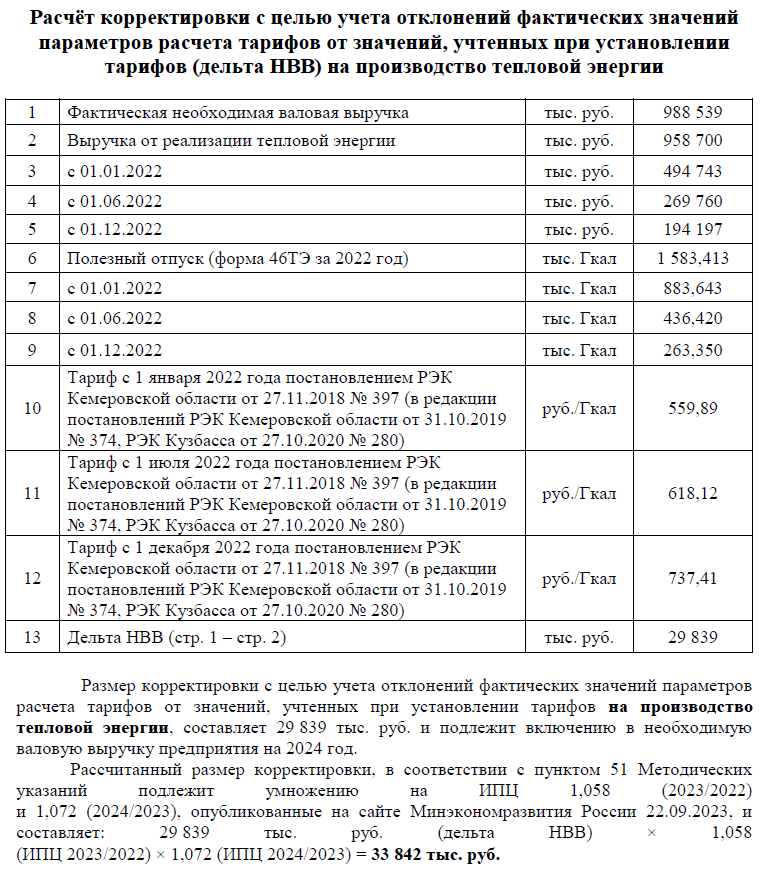 Расчёт корректировки с целью учета отклонений фактических значений
параметров расчета тарифов от значений, учтенных при установлении
тарифов (дельта НВВ) на производство тепловой энергии
1 Фактическая необходимая валовая выручка тыс. руб. 988 539
2 Выручка от реализации тепловой энергии тыс. руб. 958 700
3 с 01.01.2022 тыс. руб. 494 743
4 с 01.06.2022 тыс. руб. 269 760
5 с 01.12.2022 тыс. руб. 194 197
6 Полезный отпуск (форма 46ТЭ за 2022 год) тыс. Гкал 1 583,413
7 с 01.01.2022 тыс. Гкал 883,643
8 с 01.06.2022 тыс. Гкал 436,420
9 с 01.12.2022 тыс. Гкал 263,350
Тариф с 1 января 2022 года постановлением РЭК
Кемеровской области от 27.11.2018 № 397 (в редакции
10 постановлений РЭК Кемеровской области от 31.10.2019 руб./Гкал 559,89
№ 374, РЭК Кузбасса от 27.10.2020 № 280)
Тариф с 1 июля 2022 года постановлением РЭК
Кемеровской области от 27.11.2018 № 397 (в редакции
11 постановлений РЭК Кемеровской области от 31.10.2019 руб./Гкал 618,12
№ 374, РЭК Кузбасса от 27.10.2020 № 280)
Тариф с 1 декабря 2022 года постановлением РЭК
Кемеровской области от 27.11.2018 № 397 (в редакции
12 постановлений РЭК Кемеровской области от 31.10.2019 руб./Гкал 737,41
№ 374, РЭК Кузбасса от 27.10.2020 № 280)
13 Дельта НВВ (стр. 1 – стр. 2) тыс. руб. 29 839
Размер корректировки с целью учета отклонений фактических значений параметров
расчета тарифов от значений, учтенных при установлении тарифов на производство
тепловой энергии, составляет 29 839 тыс. руб. и подлежит включению в необходимую
валовую выручку предприятия на 2024 год.
Рассчитанный размер корректировки, в соответствии с пунктом 51 Методических
указаний подлежит умножению на ИПЦ 1,058 (2023/2022)
и 1,072 (2024/2023), опубликованные на сайте Минэкономразвития России 22.09.2023, и
составляет: 29 839 тыс. руб. (дельта НВВ) × 1,058
(ИПЦ 2023/2022) × 1,072 (ИПЦ 2024/2023) = 33 842 тыс. руб.